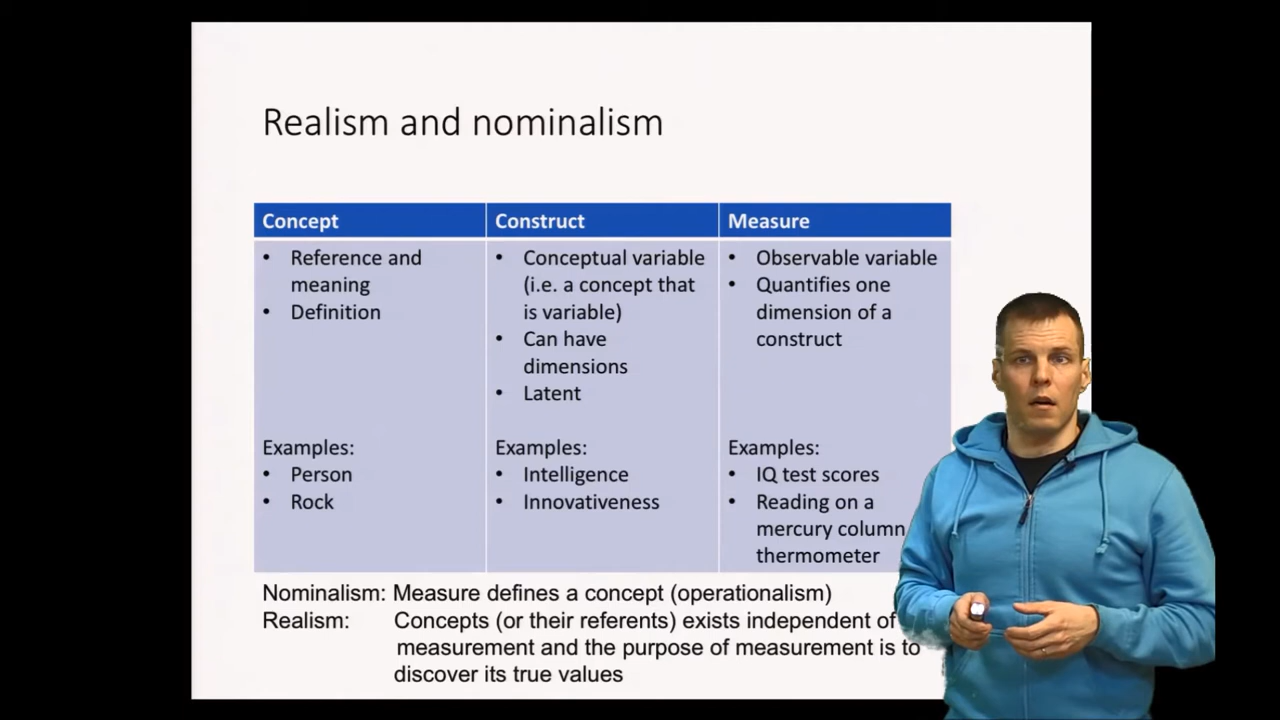 Realism and nominalism
Concept
Construct
Measure
• Reference and
meaning
• Definition
Examples:
• Person
• Rock
• Conceptual variable
(i.e. a concept that
is variable)
• Can have
dimensions
• Latent
Examples:
• Intelligence
• Innovativeness
• Observable variable
• Quantifies one
dimension of a
construct
Examples:
• IQ test scores
• Reading on a
mercury column
thermometer
Nominalism: Measure defines a concept (operationalism)
Realism: Concepts (or their referents) exists independent of
measurement and the purpose of measurement is to
discover its true values